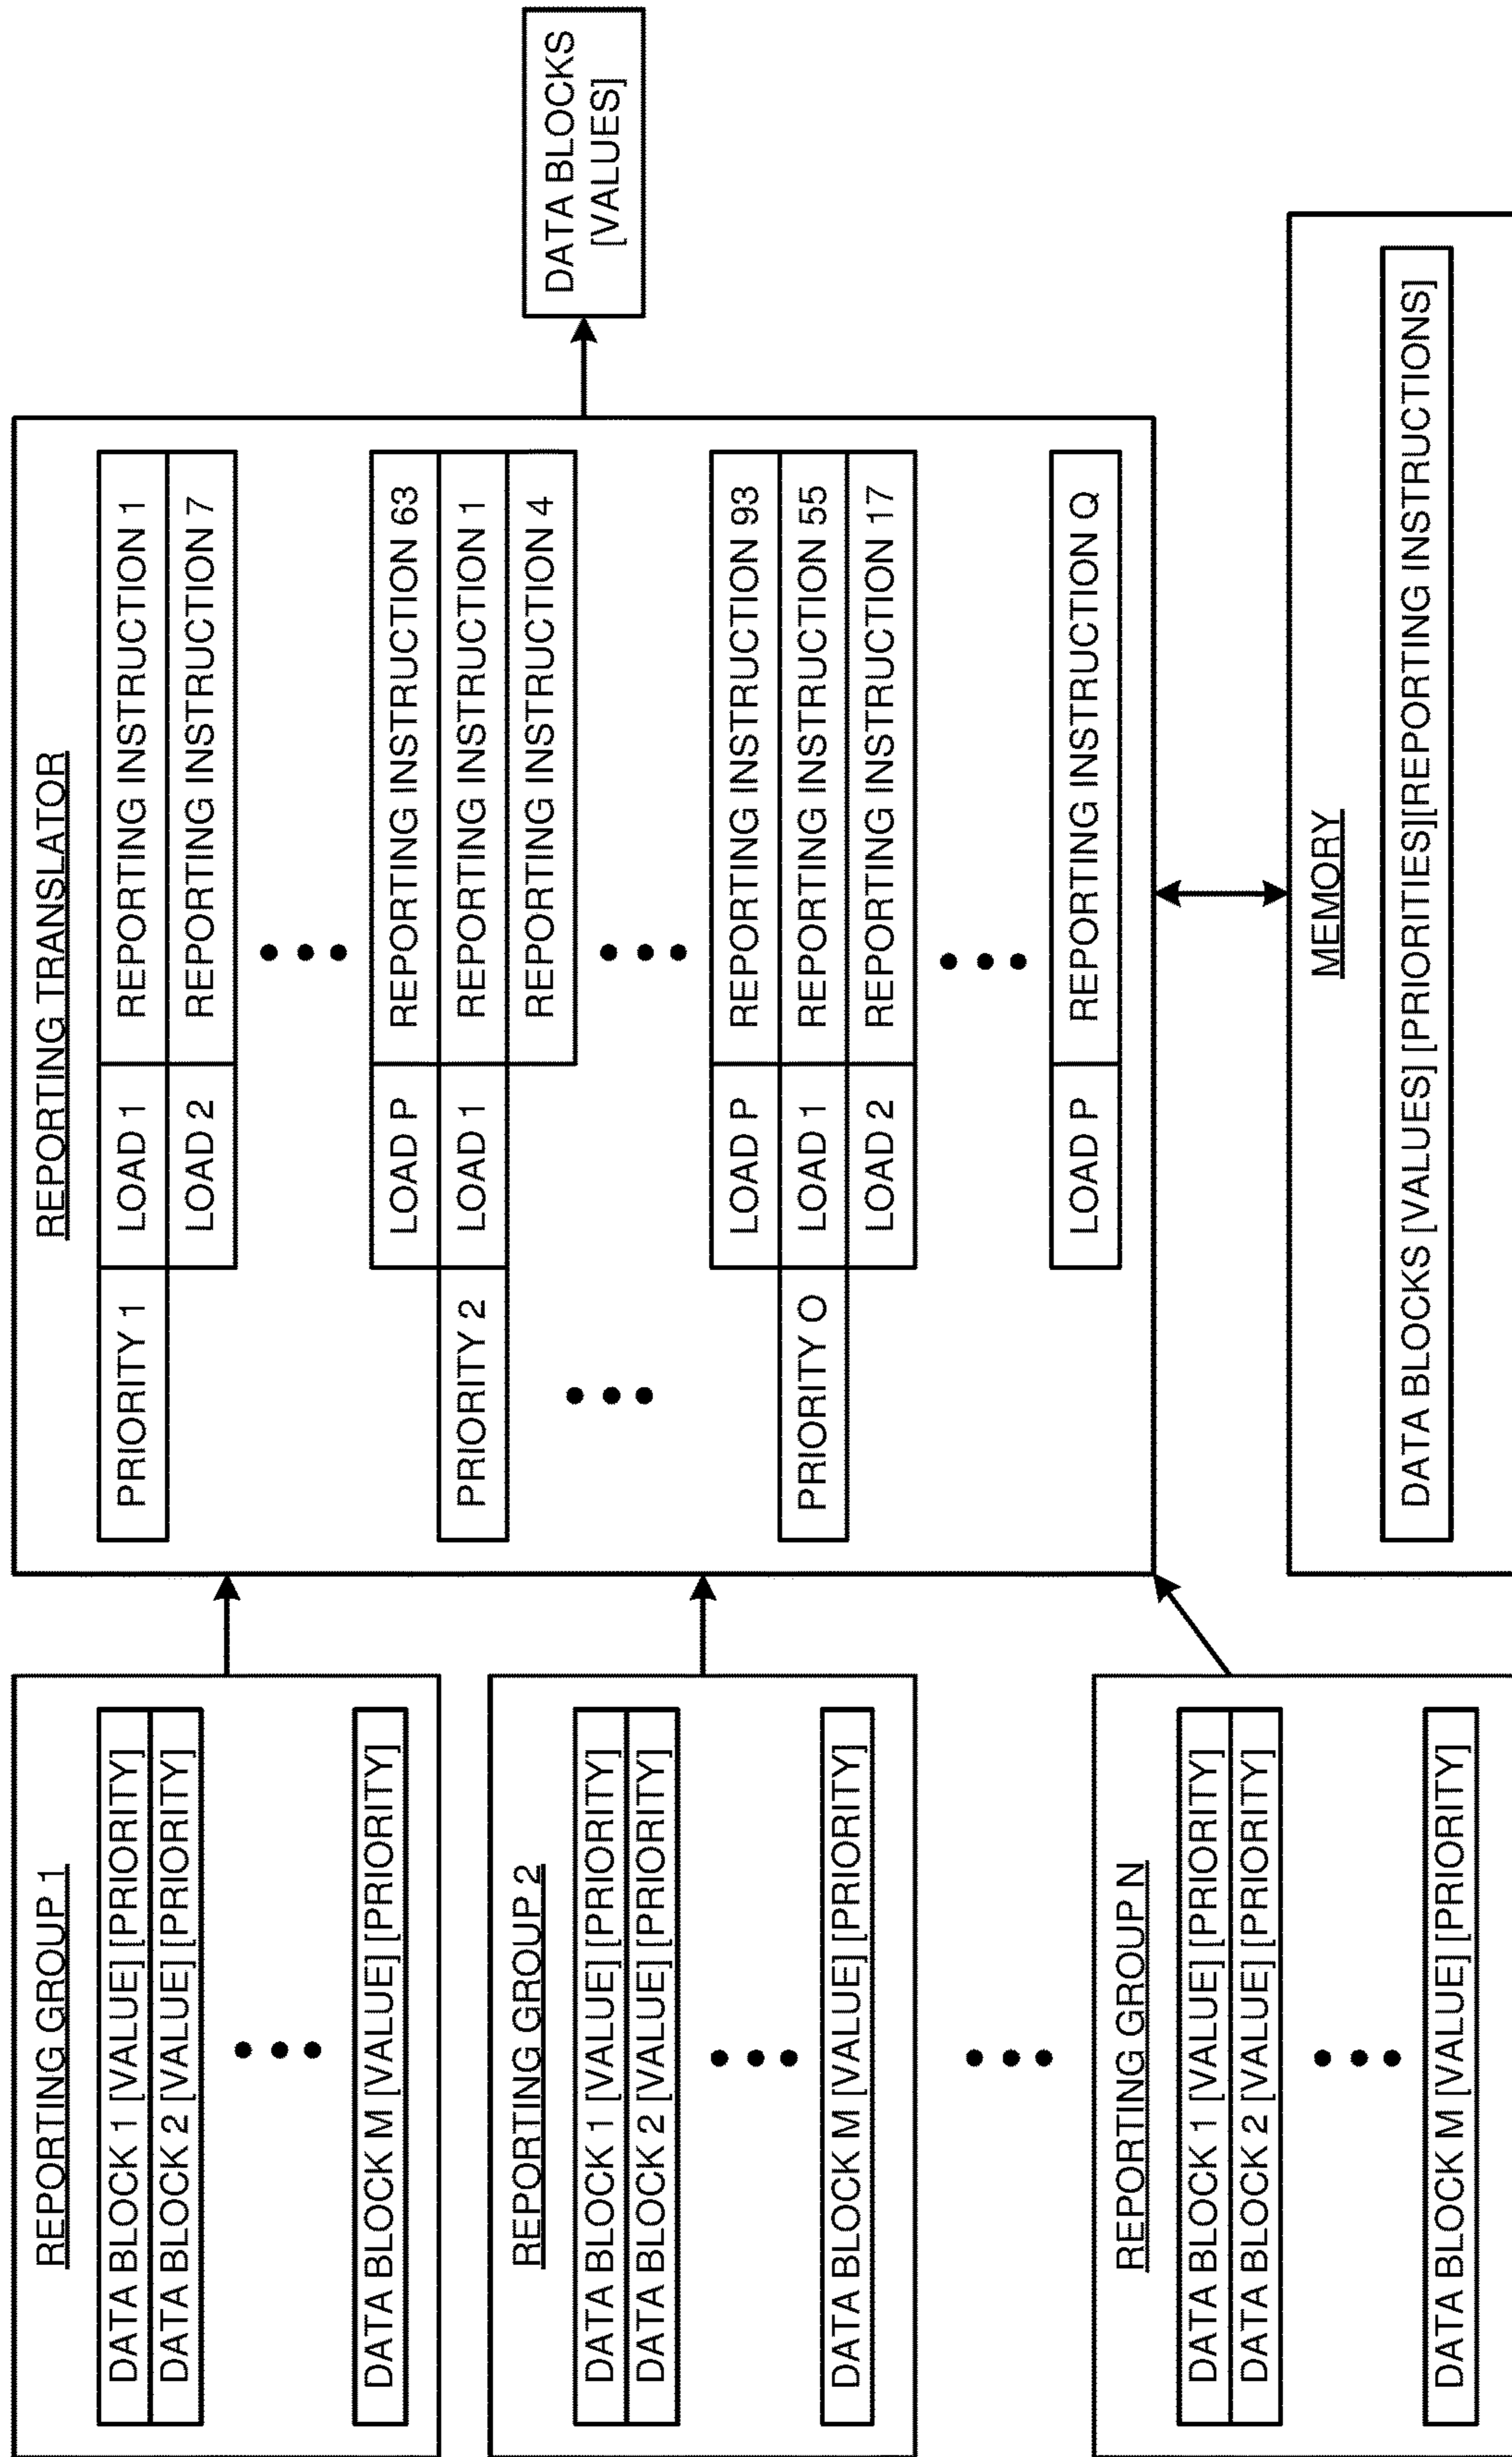 REPORTING GROUP 1
DATA BLOCK 1 [VALUE] [PRIORITY]
DATA BLOCK 2 [VALUE] [PRIORITY]
DATA BLOCK M [VALUE] [PRIORITY]
REPORTING GROUP 2
DATA BLOCK 1 [VALUE] [PRIORITY]
DATA BLOCK 2 [VALUE] [PRIORITY]
DATA BLOCK M [VALUE] [PRIORITY]
REPORTING GROUP N
DATA BLOCK 1 [VALUE] [PRIORITY]
DATA BLOCK 2 [VALUE] [PRIORITY]
DATA BLOCK M [VALUE] [PRIORITY]
REPORTING TRANSLATOR
PRIORITY 1 LOAD 1 REPORTING INSTRUCTION 1
LOAD 2 REPORTING INSTRUCTION 7
LOAD P REPORTING INSTRUCTION 63
PRIORITY 2 LOAD 1 REPORTING INSTRUCTION 1
REPORTING INSTRUCTION 4
LOAD P REPORTING INSTRUCTION 93
PRIORITY O LOAD 1 REPORTING INSTRUCTION 55
LOAD 2 REPORTING INSTRUCTION 17
LOAD P REPORTING INSTRUCTION Q
MEMORY
DATA BLOCKS [VALUES] [PRIORITIES][REPORTING INSTRUCTIONS]
DATA BLOCKS
[VALUES]